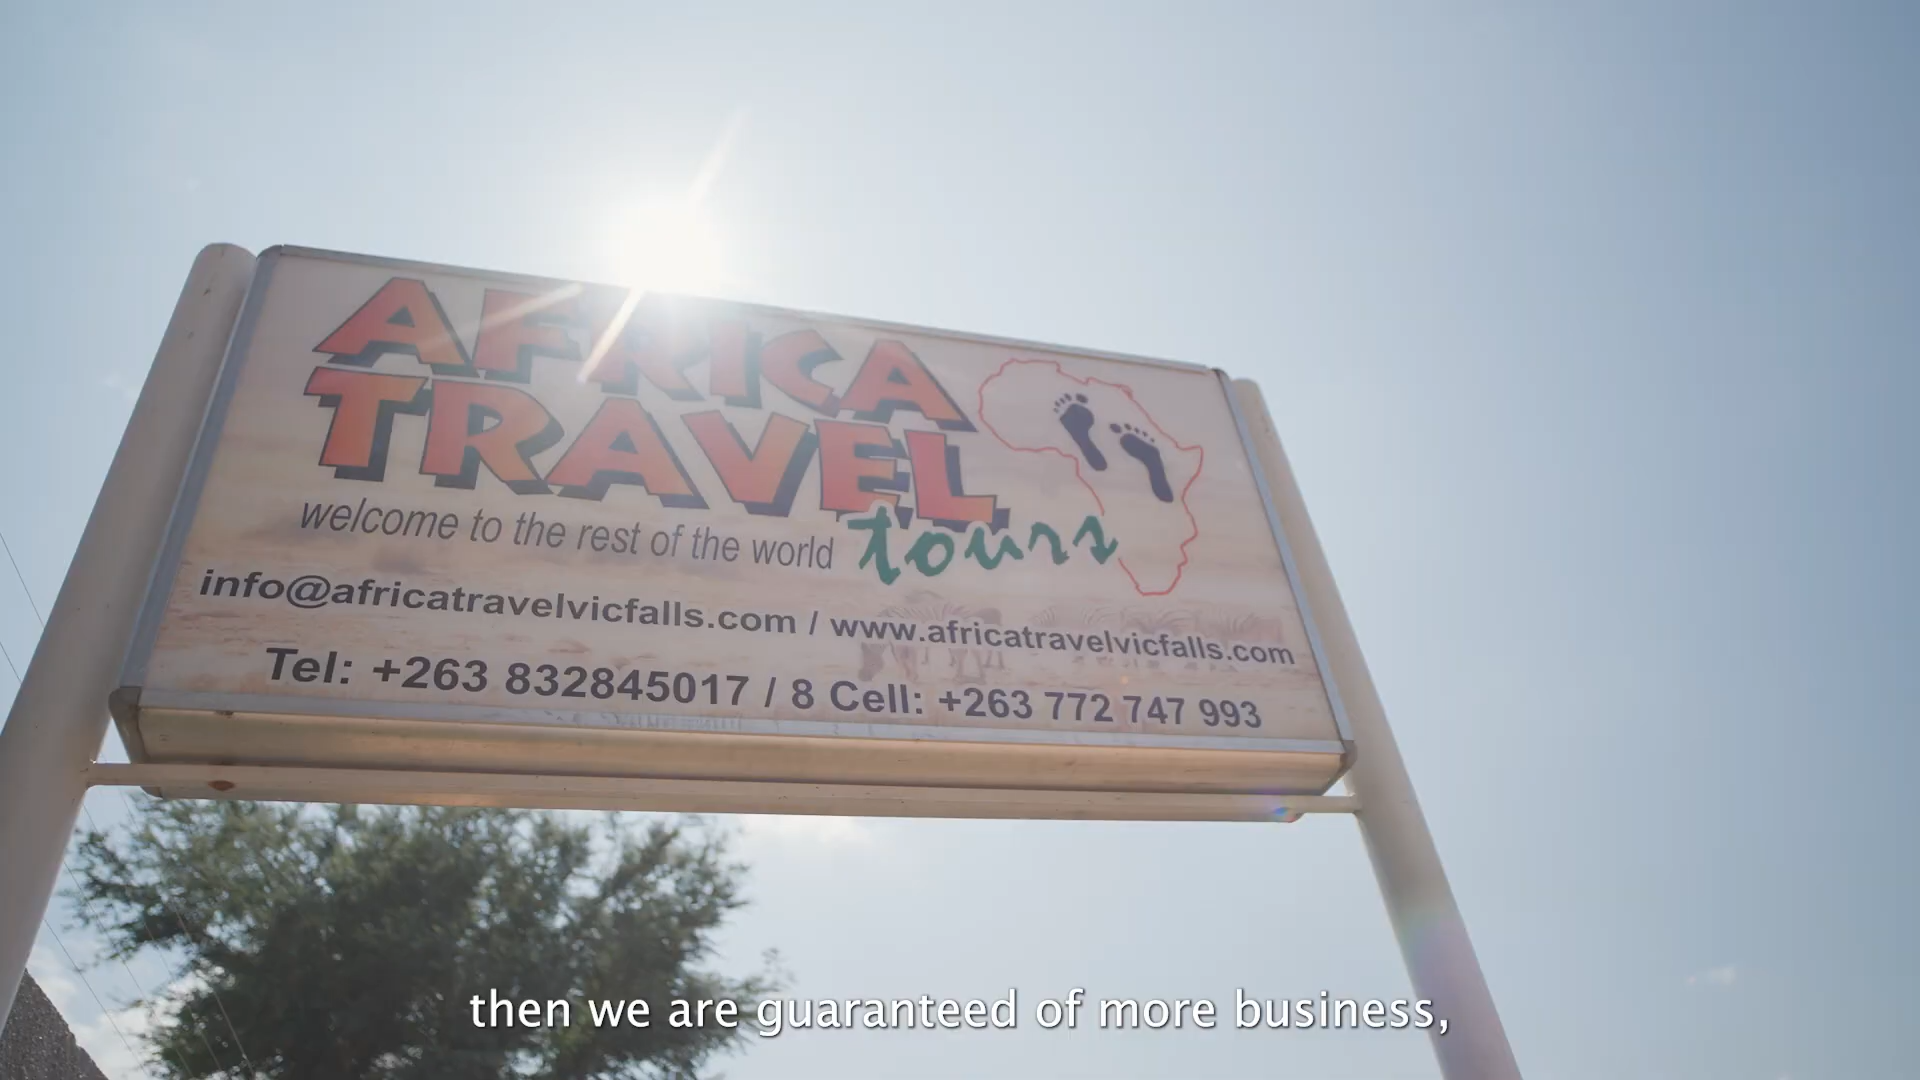 AFRICA
TRAVEL
tours
welcome to the rest of the world
info@africatravelvicfalls.com / www.africatravelvicfalls.com
Tel: +263 832845017 / 8 Cell: +263 772 747 993
then we are guaranteed of more business,